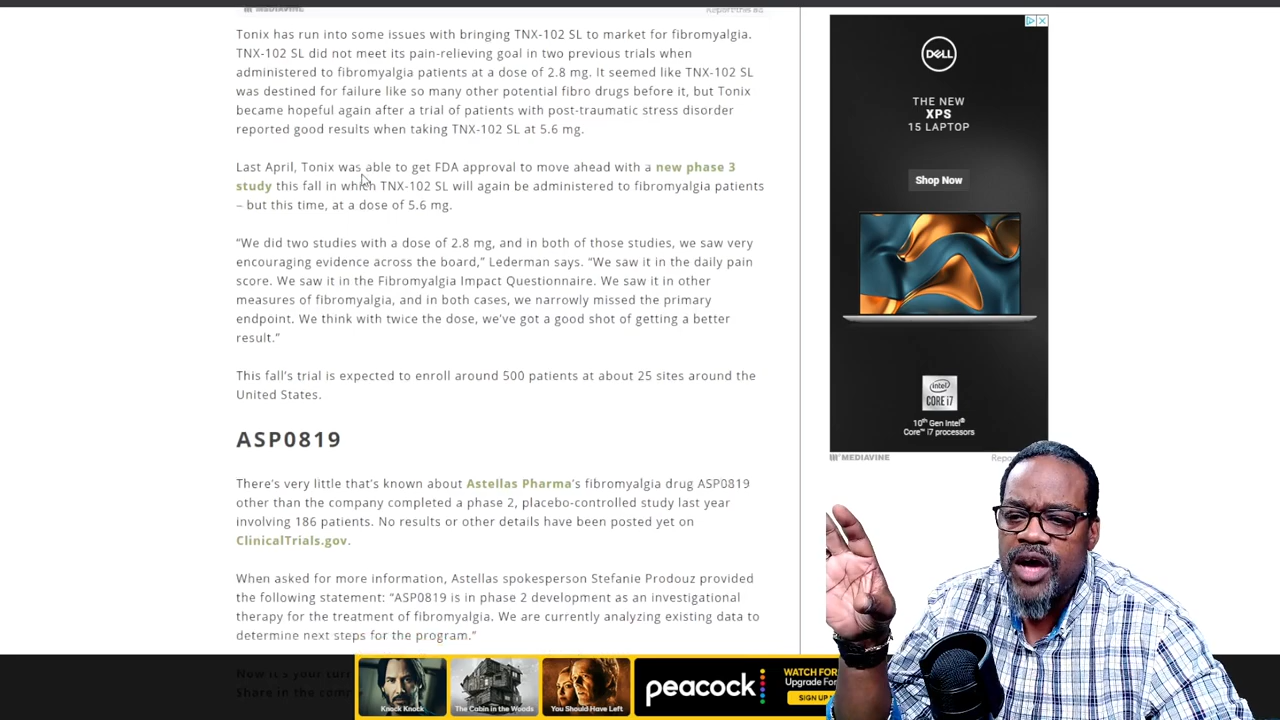 MEDIAVINE
Report this ad
Tonix has run into some issues with bringing TNX-102 SL to market for fibromyalgia.
TNX-102 SL did not meet its pain-relieving goal in two previous trials when
administered to fibromyalgia patients at a dose of 2.8 mg. It seemed like TNX-102 SL
was destined for failure like so many other potential fibro drugs before it, but Tonix
became hopeful again after a trial of patients with post-traumatic stress disorder
reported good results when taking TNX-102 SL at 5.6 mg.
Last April, Tonix was able to get FDA approval to move ahead with a new phase 3
study this fall in which TNX-102 SL will again be administered to fibromyalgia patients
– but this time, at a dose of 5.6 mg.
“We did two studies with a dose of 2.8 mg, and in both of those studies, we saw very
encouraging evidence across the board,” Lederman says. “We saw it in the daily pain
score. We saw it in the Fibromyalgia Impact Questionnaire. We saw it in other
measures of fibromyalgia, and in both cases, we narrowly missed the primary
endpoint. We think with twice the dose, we’ve got a good shot of getting a better
result.”
This fall’s trial is expected to enroll around 500 patients at about 25 sites around the
United States.
ASP0819
There’s very little that’s known about Astellas Pharma’s fibromyalgia drug ASP0819
other than the company completed a phase 2, placebo-controlled study last year
involving 186 patients. No results or other details have been posted yet on
ClinicalTrials.gov.
When asked for more information, Astellas spokesperson Stefanie Prodouz provided
the following statement: “ASP0819 is in phase 2 development as an investigational
therapy for the treatment of fibromyalgia. We are currently analyzing existing data to
determine next steps for the program.”
Now it's your turn
Share in the comm
DELL
THE NEW
XPS
15 LAPTOP
Shop Now
intel
CORE i7
10th Gen Intel®
Core™ i7 processors
MEDIAVINE
Repo
Knock Knock
The Cabin in the Woods
You Should Have Left
peacock
WATCH FOR
Upgrade For
SIGN U